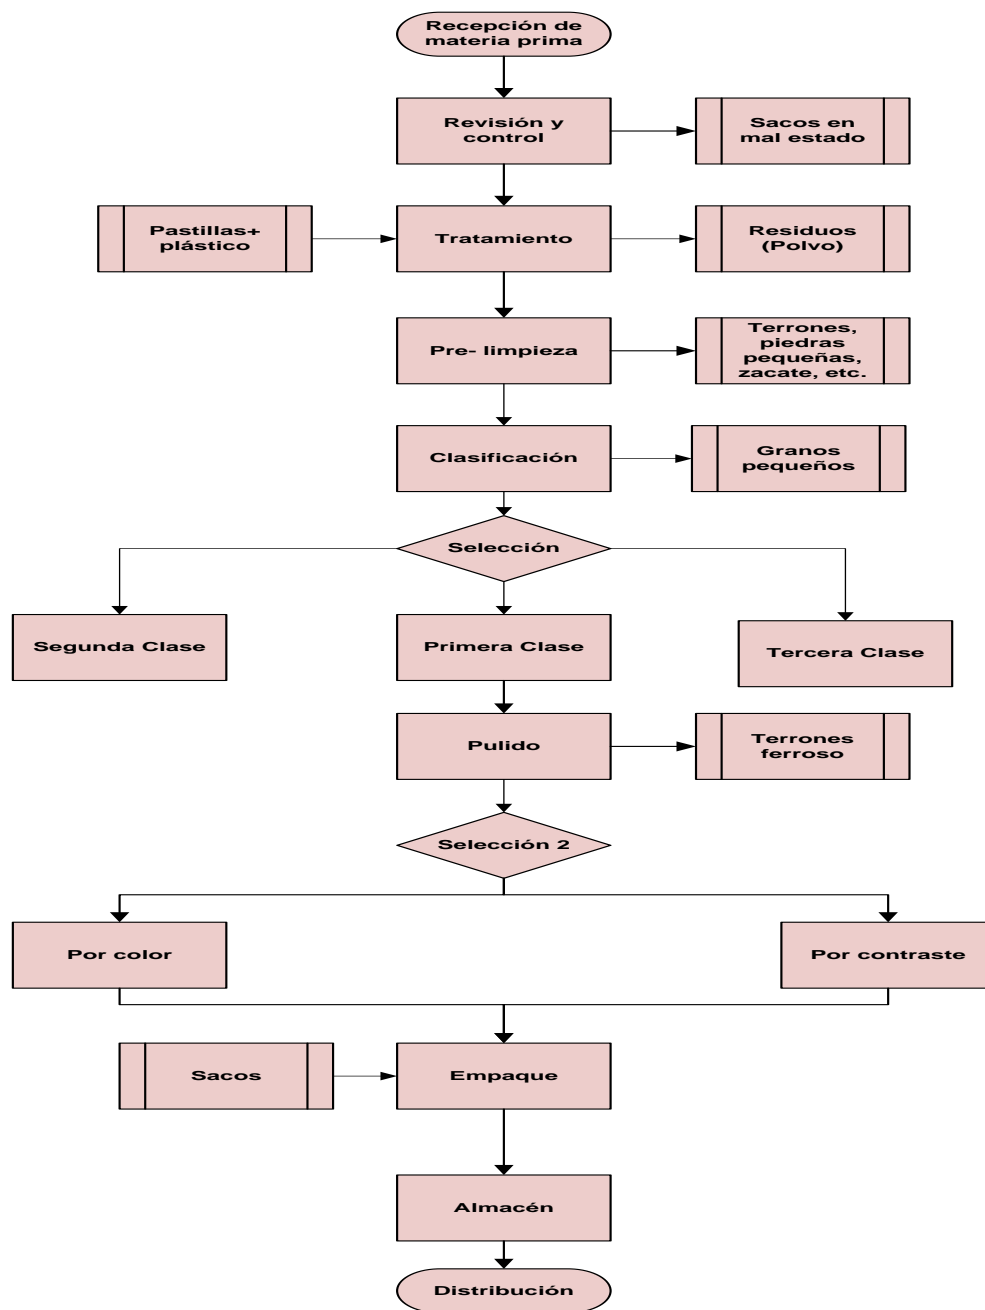 Recepción de
materia prima
Revisión y
control
Sacos en
mal estado
Pastillas+
plástico
Tratamiento
Residuos
(Polvo)
Pre- limpieza
Terrones,
piedras
pequeñas,
zacate, etc.
Clasificación
Granos
pequeños
Selección
Segunda Clase
Primera Clase
Tercera Clase
Pulido
Terrones
ferroso
Selección 2
Por color
Por contraste
Sacos
Empaque
Almacén
Distribución